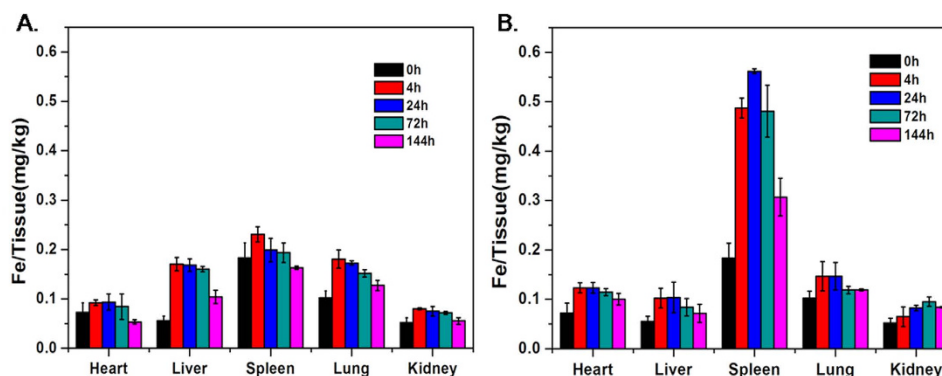 A.
Fe/Tissue(mg/kg)
0.6
0.5
0.4
0.3
0.2
0.1
0.0
0h
4h
24h
72h
144h
Heart Liver Spleen Lung Kidney
B.
Fe/Tissue(mg/kg)
0.6
0.5
0.4
0.3
0.2
0.1
0.0
0h
4h
24h
72h
144h
Heart Liver Spleen Lung Kidney